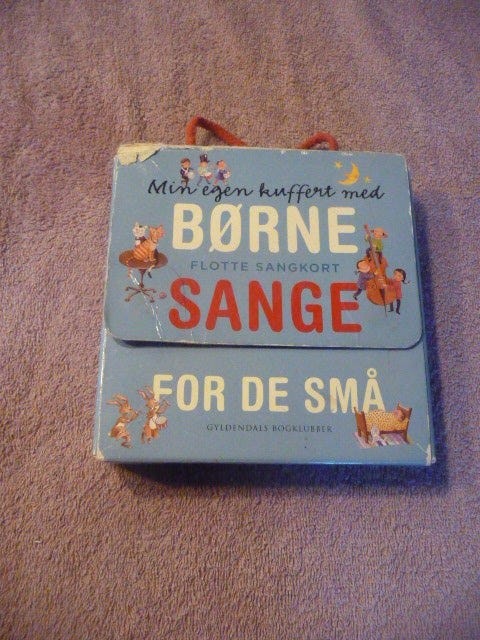 Min egen kuffert med
BØRNE
FLOTTE SANGKORT
SANGE
FOR DE SMÅ
GYLDENDALS BOGKLUBBER